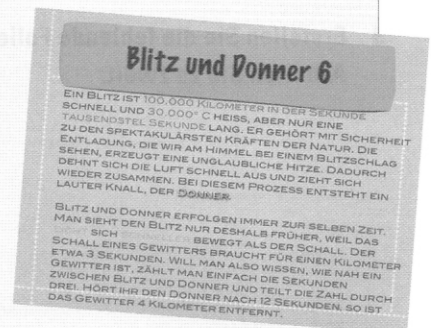 Blitz und Donner 6
EIN BLITZ IST 100.000 KILOMETER IN DER SEKUNDE
SCHNELL UND 30.000° C HEISS, ABER NUR EINE
TAUSENDSTEL SEKUNDE LANG. ER GEHÖRT MIT SICHERHEIT
ZU DEN SPEKTAKULÄRSTEN KRÄFTEN DER NATUR. DIE
ENTLADUNG, DIE WIR AM HIMMEL BEI EINEM BLITZSCHLAG
SEHEN, ERZEUGT EINE UNGLAUBLICHE HITZE. DADURCH
DEHNT SICH DIE LUFT SCHNELL AUS UND ZIEHT SICH
WIEDER ZUSAMMEN. BEI DIESEM PROZESS ENTSTEHT EIN
LAUTER KNALL, DER DONNER.
BLITZ UND DONNER ERFOLGEN IMMER ZUR SELBEN ZEIT.
MAN SIEHT DEN BLITZ NUR DESHALB FRÜHER, WEIL DAS
SICH BEWEGT ALS DER SCHALL. DER
SCHALL EINES GEWITTERS BRAUCHT FÜR EINEN KILOMETER
ETWA 3 SEKUNDEN. WILL MAN ALSO WISSEN, WIE NAH EIN
GEWITTER IST, ZÄHLT MAN EINFACH DIE SEKUNDEN
ZWISCHEN BLITZ UND DONNER UND TEILT DIE ZAHL DURCH
DREI. HÖRT IHR DEN DONNER NACH 12 SEKUNDEN, SO IST
DAS GEWITTER 4 KILOMETER ENTFERNT.